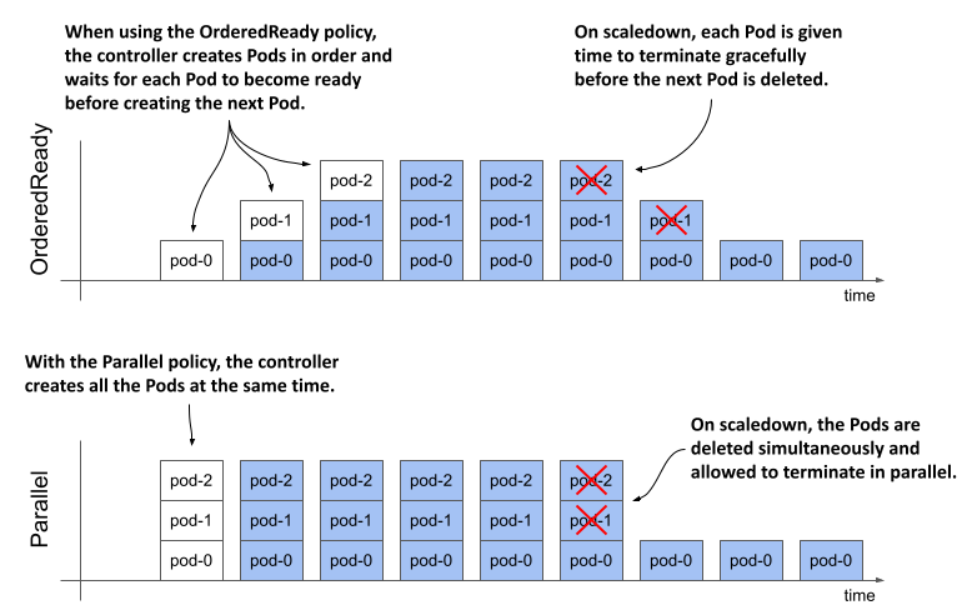 When using the OrderedReady policy,
the controller creates Pods in order and
waits for each Pod to become ready
before creating the next Pod.
On scaledown, each Pod is given
time to terminate gracefully
before the next Pod is deleted.
OrderedReady
pod-2 pod-2 pod-2 pod-2
pod-1 pod-1 pod-1 pod-1 pod-1 pod-1
pod-0 pod-0 pod-0 pod-0 pod-0 pod-0 pod-0 pod-0 pod-0
time
With the Parallel policy, the controller
creates all the Pods at the same time.
On scaledown, the Pods are
deleted simultaneously and
allowed to terminate in parallel.
Parallel
pod-2 pod-2 pod-2 pod-2 pod-2 pod-2
pod-1 pod-1 pod-1 pod-1 pod-1 pod-1
pod-0 pod-0 pod-0 pod-0 pod-0 pod-0 pod-0 pod-0 pod-0
time